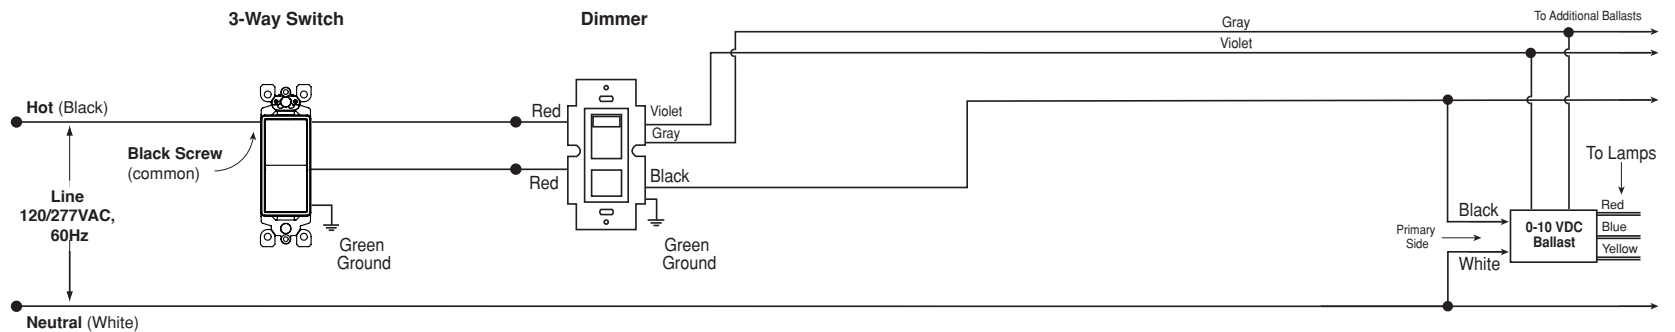 3-Way Switch
Dimmer
To Additional Ballasts
Gray
Violet
Hot (Black)
Red
Violet
Gray
Black Screw
(common)
To Lamps
Line
120/277VAC,
60Hz
Red
Black
Black
Red
0-10 VDC
Ballast
Blue
Yellow
Primary
Side
White
Green
Ground
Green
Ground
Neutral (White)